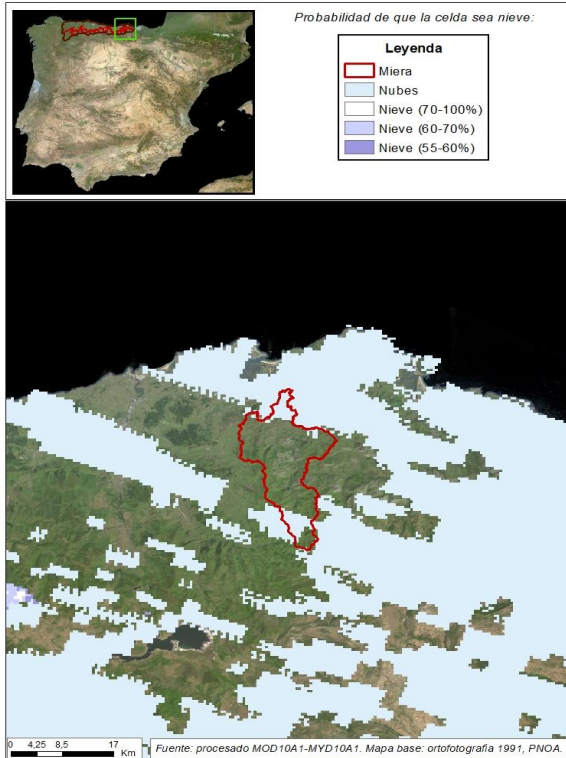 Probabilidad de que la celda sea nieve:
Leyenda
Miera
Nubes
Nieve (70-100%)
Nieve (60-70%)
Nieve (55-60%)
0 4,25 8,5 17
Km
Fuente: procesado MOD10A1-MYD10A1. Mapa base: ortofotografia 1991, PNOA.